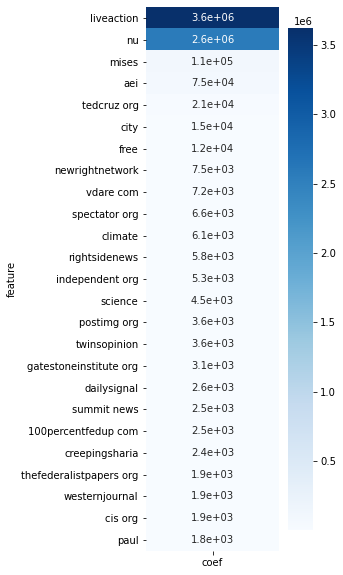 1e6
liveaction 3.6e+06
nu 2.6e+06
mises 1.1e+05
aei 7.5e+04
tedcruz org 2.1e+04
city 1.5e+04
free 1.2e+04
newrightnetwork 7.5e+03
vdare com 7.2e+03
spectator org 6.6e+03
climate 6.1e+03
rightsidenews 5.8e+03
independent org 5.3e+03
science 4.5e+03
postimg org 3.6e+03
twinsopinion 3.6e+03
gatestoneinstitute org 3.1e+03
dailysignal 2.6e+03
summit news 2.5e+03
100percentfedup com 2.5e+03
creepingsharia 2.4e+03
thefederalistpapers org 1.9e+03
westernjournal 1.9e+03
cis org 1.9e+03
paul 1.8e+03
feature
coef
3.5
3.0
2.5
2.0
1.5
1.0
0.5